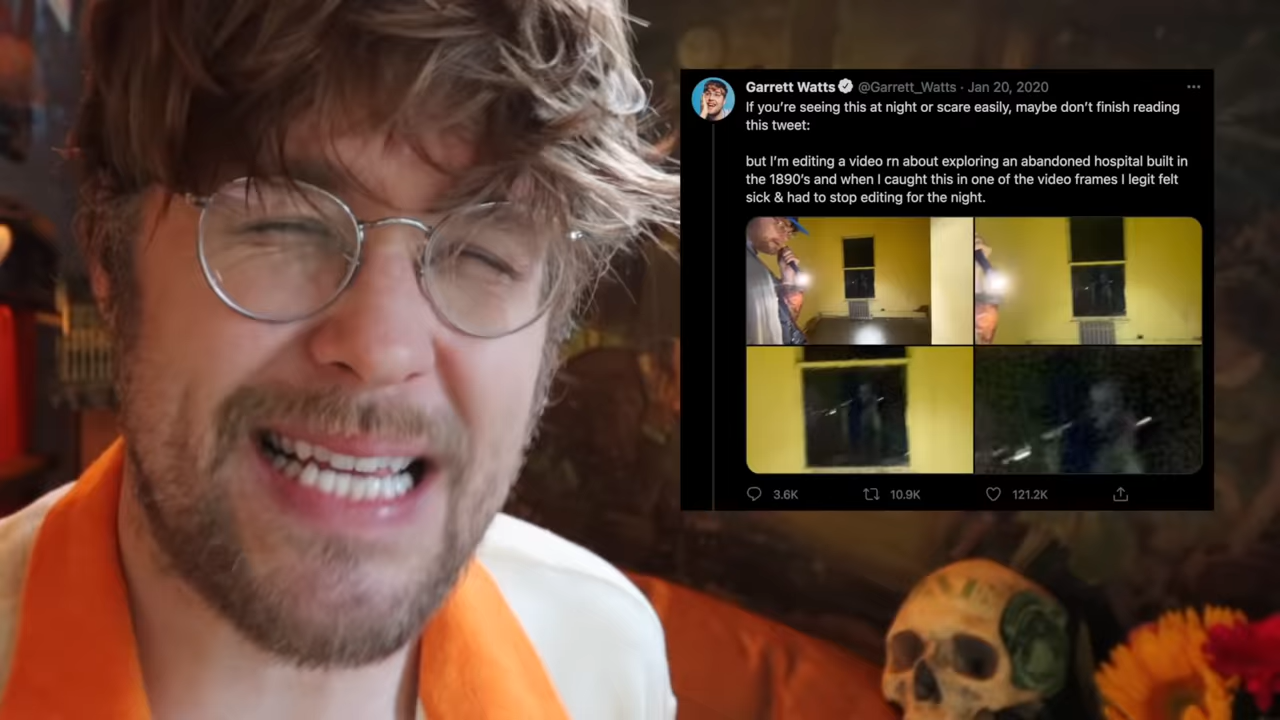 Garrett Watts @Garrett_Watts · Jan 20, 2020
If you’re seeing this at night or scare easily, maybe don’t finish reading
this tweet:
but I’m editing a video rn about exploring an abandoned hospital built in
the 1890’s and when I caught this in one of the video frames I legit felt
sick & had to stop editing for the night.
3.6K 10.9K 121.2K